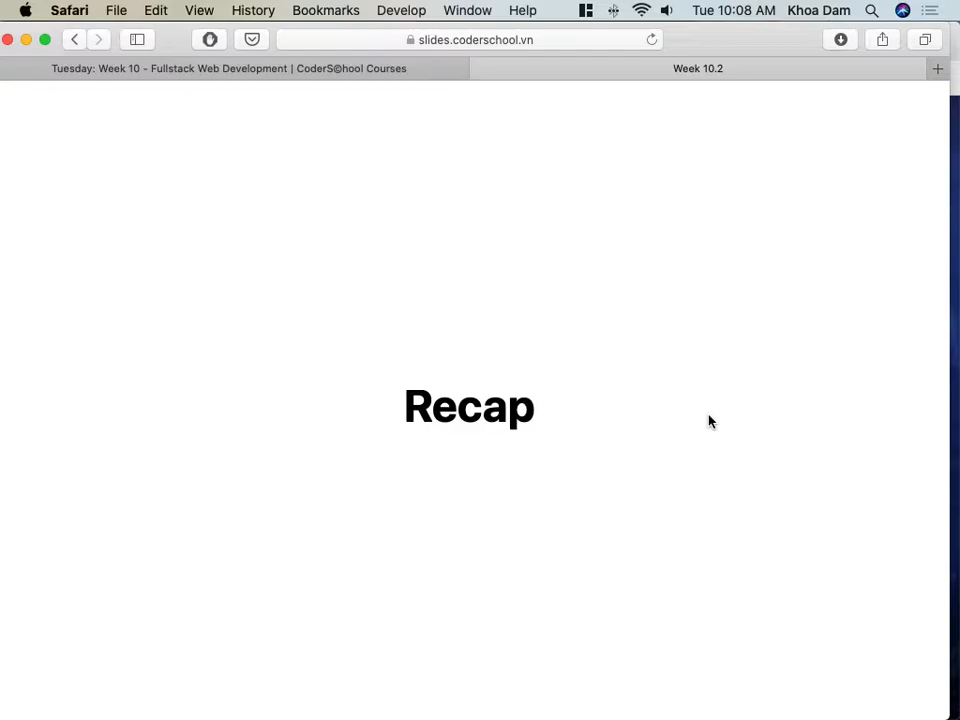 Safari File Edit View History Bookmarks Develop Window Help Tue 10:08 AM Khoa Dam
slides.coderschool.vn
Tuesday: Week 10 - Fullstack Web Development | CoderS@hool Courses
Week 10.2
Recap